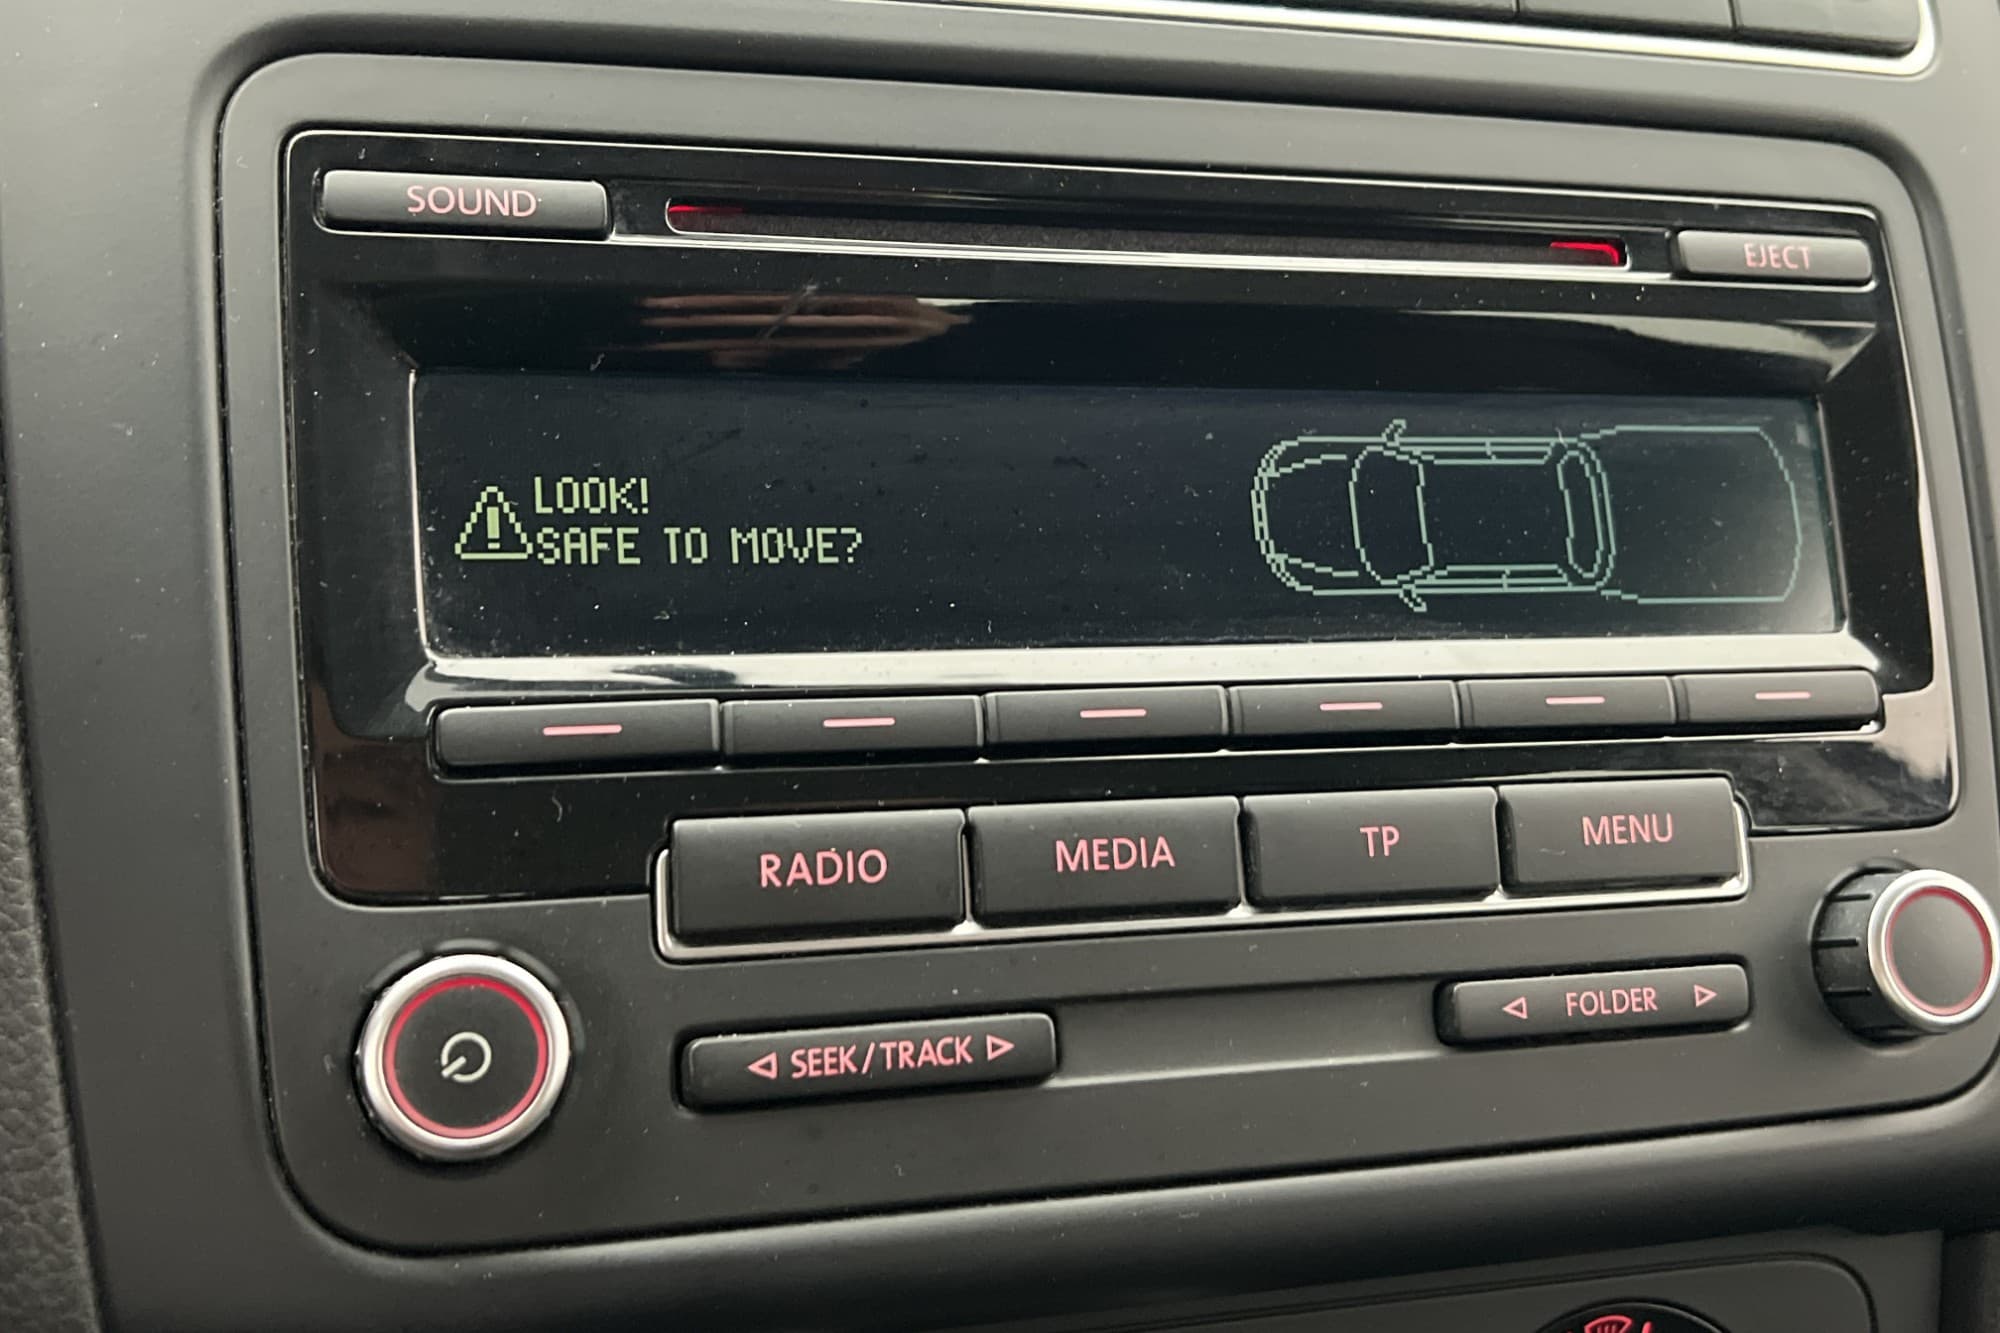 SOUND
EJECT
LOOK!
SAFE TO MOVE?
RADIO
MEDIA
TP
MENU
SEEK/TRACK
FOLDER